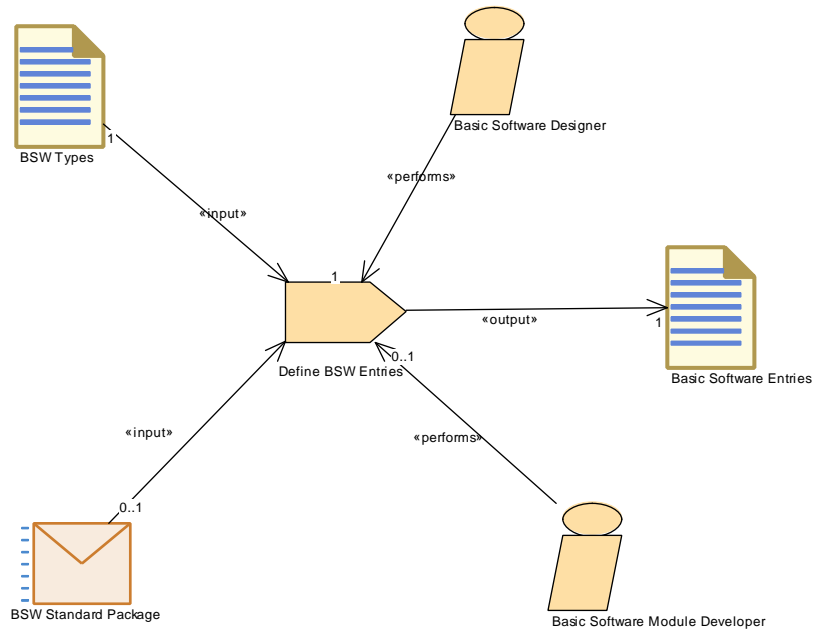 Basic Software Designer
1
BSW Types
«performs»
«input»
1
«output»
1
0..1
Define BSW Entries
Basic Software Entries
«input»
«performs»
0..1
BSW Standard Package
Basic Software Module Developer